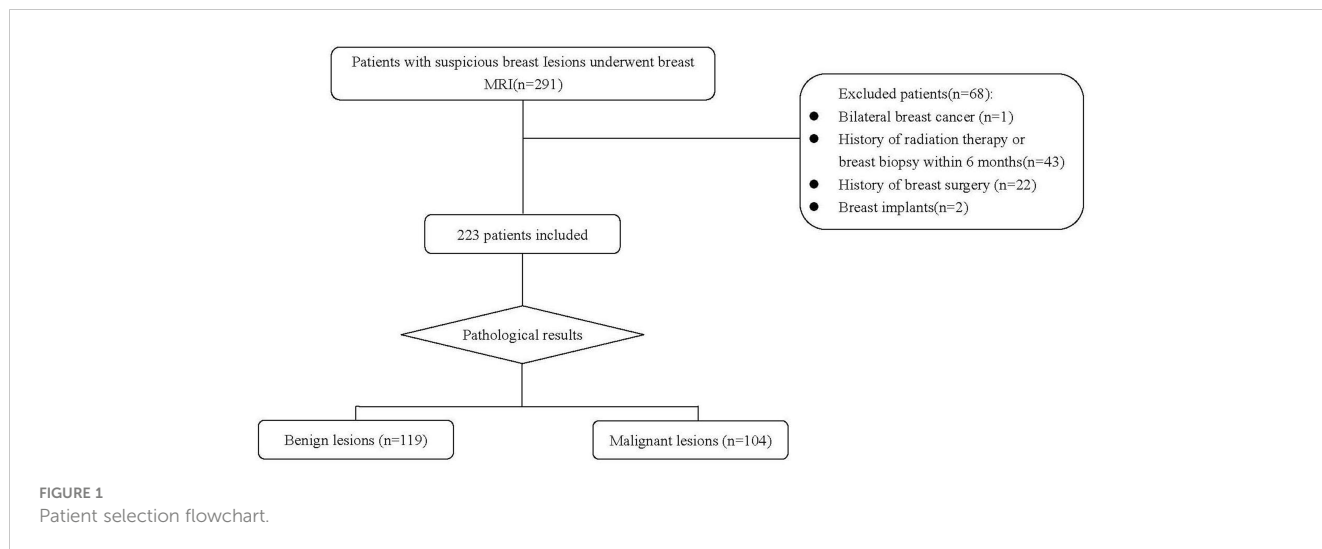 Patients with suspicious breast lesions underwent breast
MRI(n=291)
Excluded patients(n=68):
● Bilateral breast cancer (n=1)
● History of radiation therapy or
breast biopsy within 6 months(n=43)
● History of breast surgery (n=22)
● Breast implants(n=2)
223 patients included
Pathological results
Benign lesions (n=119)
Malignant lesions (n=104)
FIGURE 1
Patient selection flowchart.